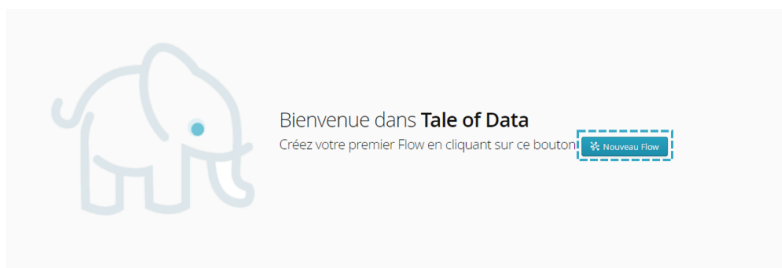 Bienvenue dans Tale of Data
Créez votre premier Flow en cliquant sur ce bouton Nouveau Flow